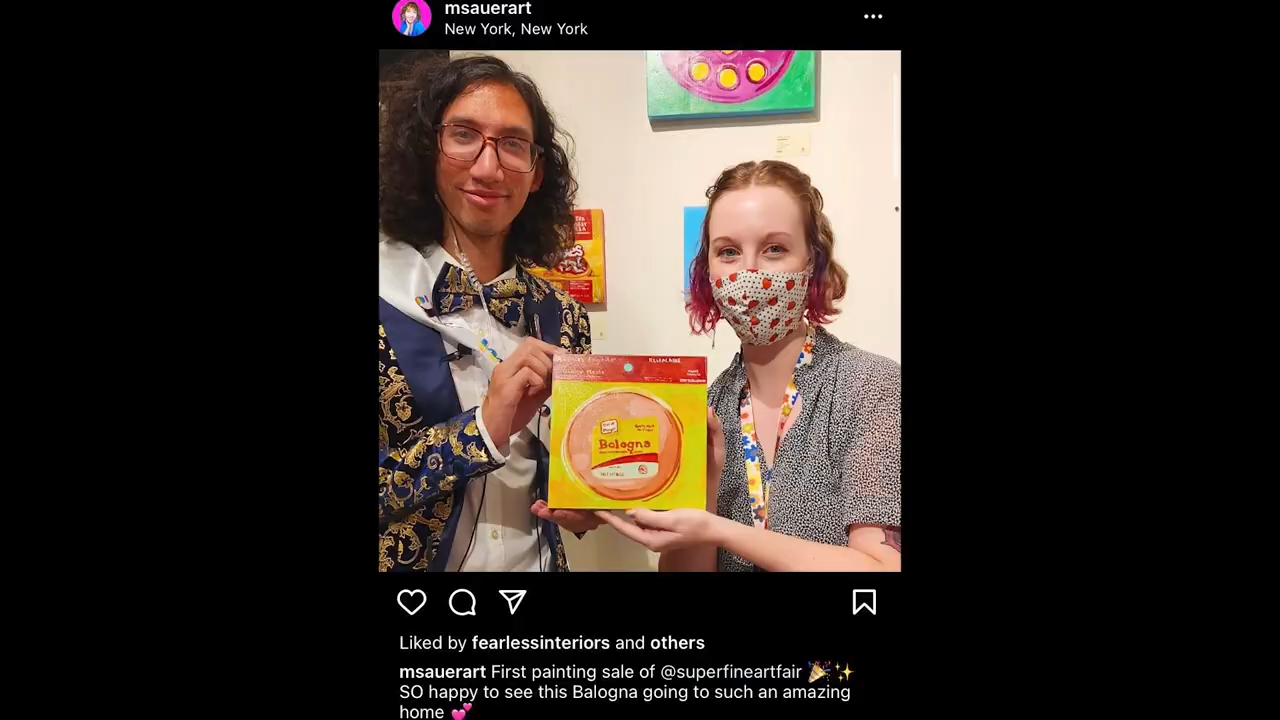 msauerart
New York, New York
Bologna
Liked by fearlessinteriors and others
msauerart First painting sale of @superfineartfair 🎉✨
SO happy to see this Balogna going to such an amazing
home 💕